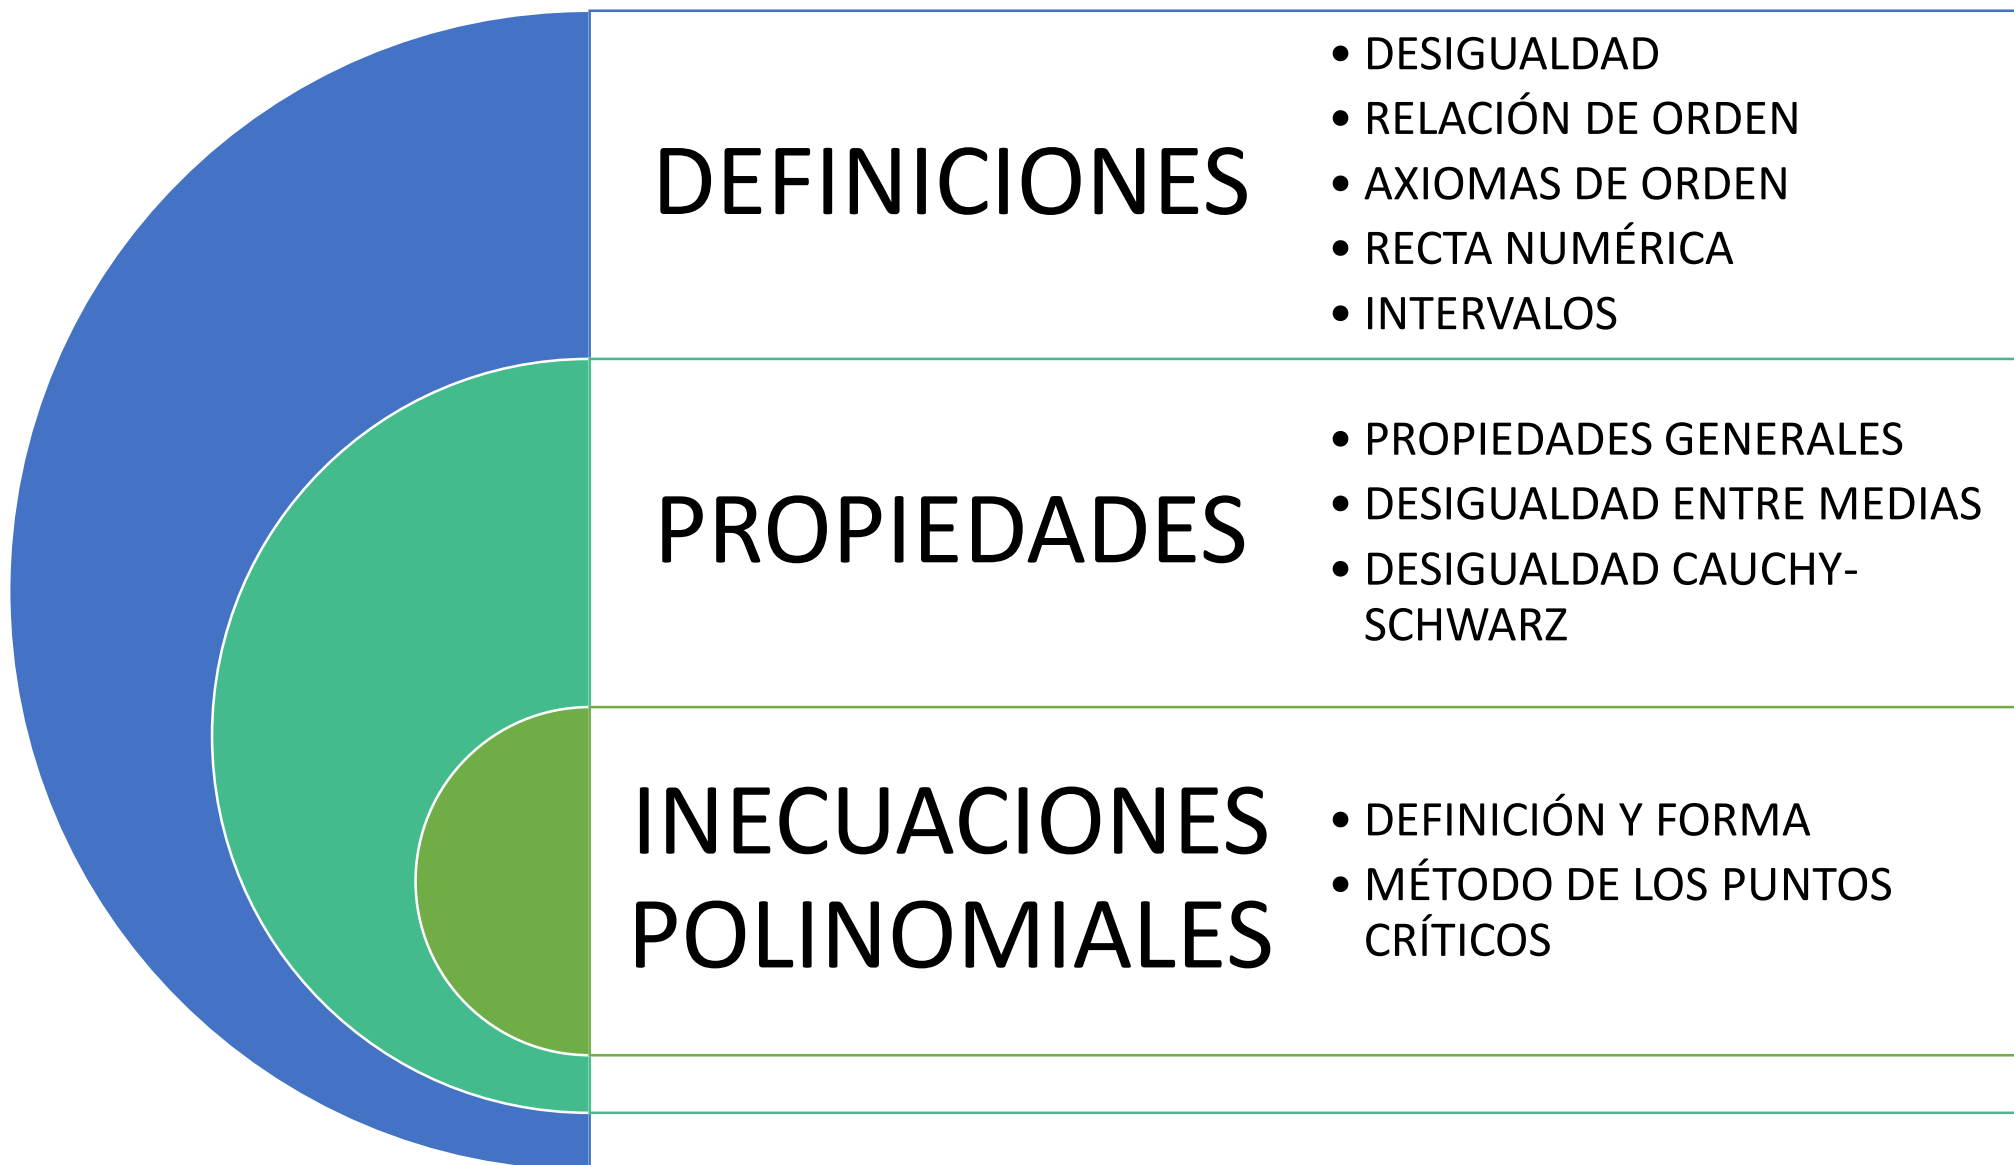 DEFINICIONES
• DESIGUALDAD
• RELACIÓN DE ORDEN
• AXIOMAS DE ORDEN
• RECTA NUMÉRICA
• INTERVALOS
PROPIEDADES
• PROPIEDADES GENERALES
• DESIGUALDAD ENTRE MEDIAS
• DESIGUALDAD CAUCHY-
SCHWARZ
INECUACIONES
POLINOMIALES
• DEFINICIÓN Y FORMA
• MÉTODO DE LOS PUNTOS
CRÍTICOS